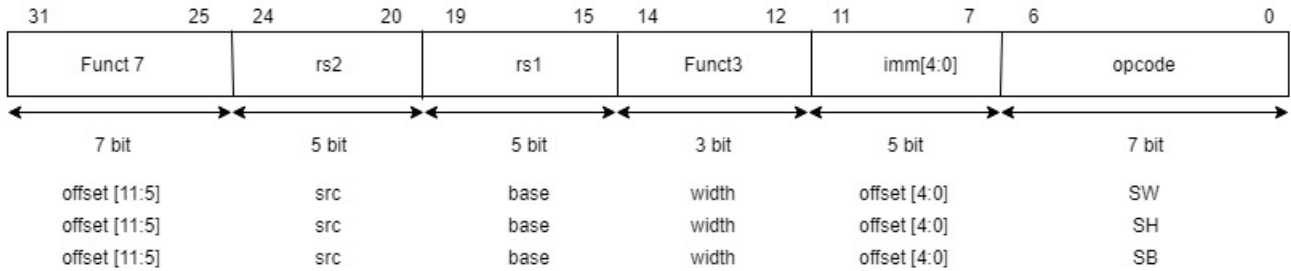 31 25 24 20 19 15 14 12 11 7 6 0
Funct 7 rs2 rs1 Funct3 imm[4:0] opcode
7 bit 5 bit 5 bit 3 bit 5 bit 7 bit
offset [11:5] src base width offset [4:0] SW
offset [11:5] src base width offset [4:0] SH
offset [11:5] src base width offset [4:0] SB